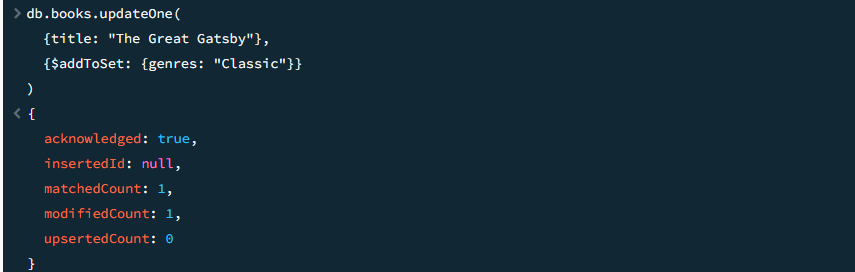 > db.books.updateOne(
{title: "The Great Gatsby"},
{$addToSet: {genres: "Classic"}}
)
< {
acknowledged: true,
insertedId: null,
matchedCount: 1,
modifiedCount: 1,
upsertedCount: 0
}